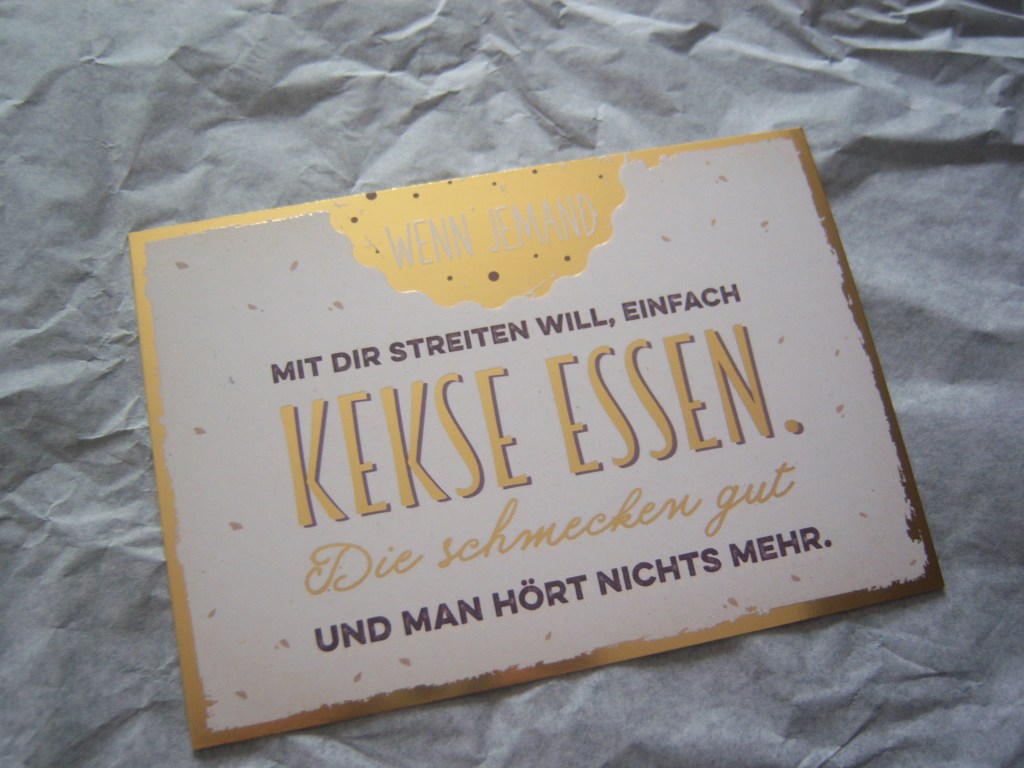 WENN JEMAND
MIT DIR STREITEN WILL, EINFACH
KEKSE ESSEN.
Die schmecken gut
UND MAN HÖRT NICHTS MEHR.